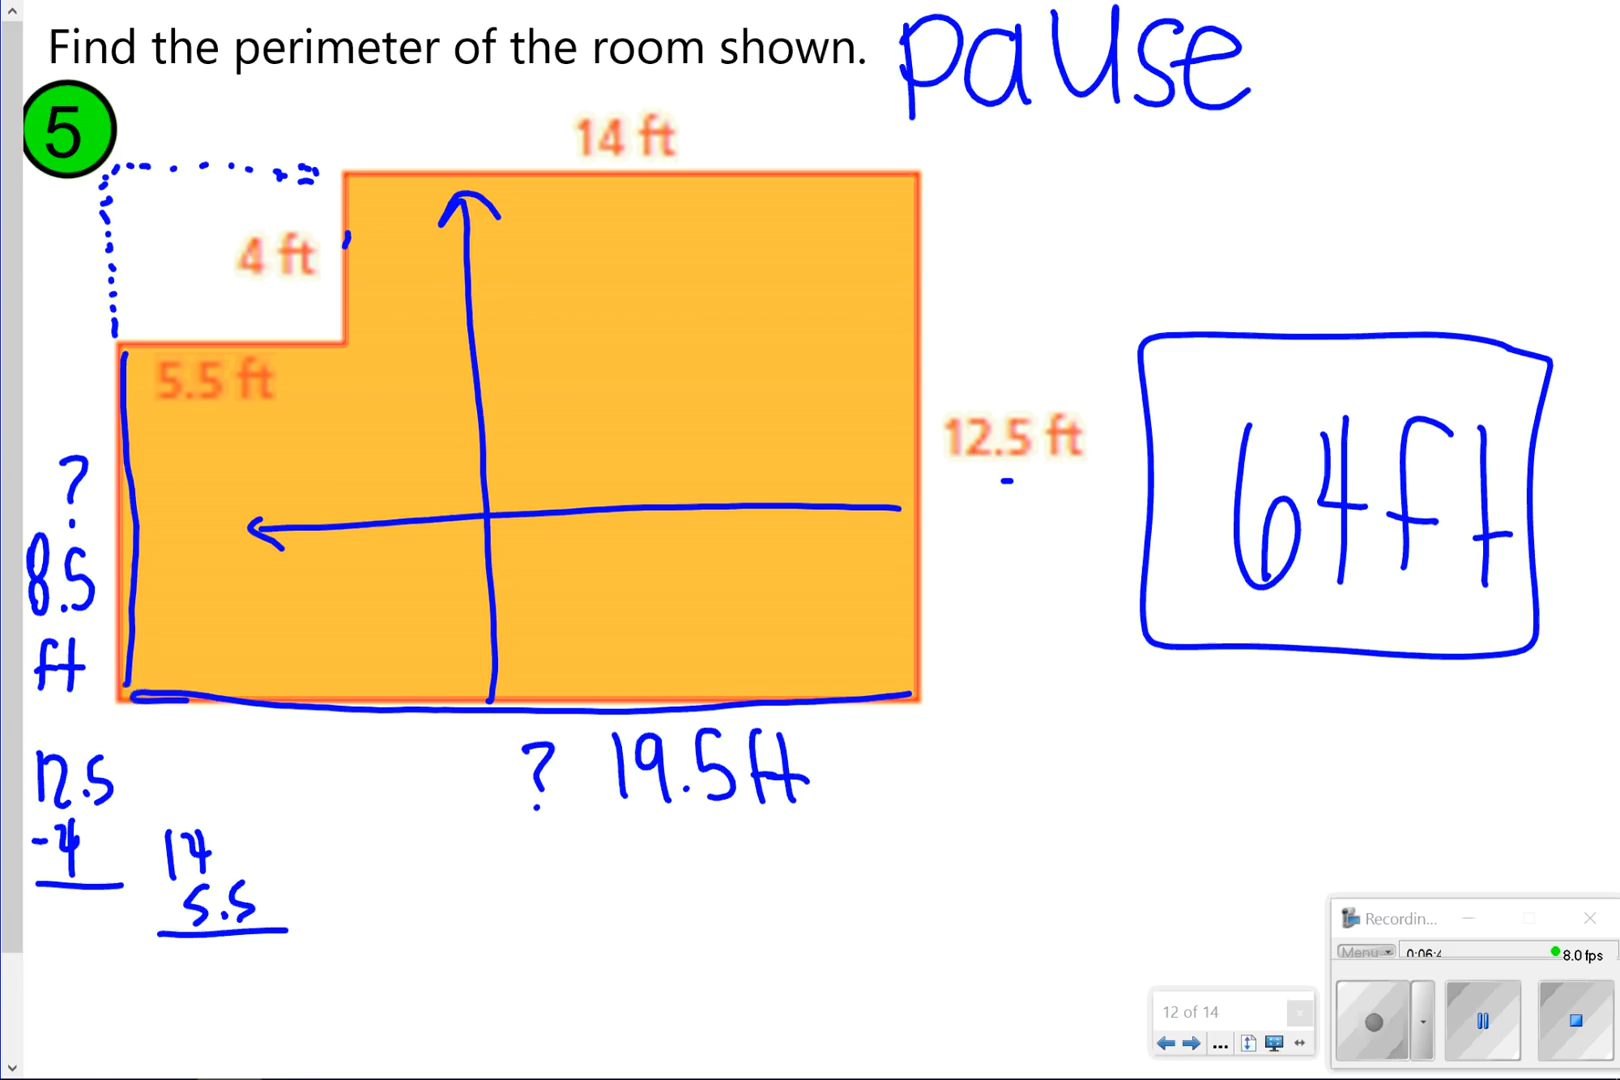 Find the perimeter of the room shown. pause
5
14 ft
4 ft
5.5 ft
12.5 ft
64 ft
?
8.5
ft
? 19.5 ft
12.5
-4
14
5.5
Recordin...
Menu
8.0 fps
12 of 14
...